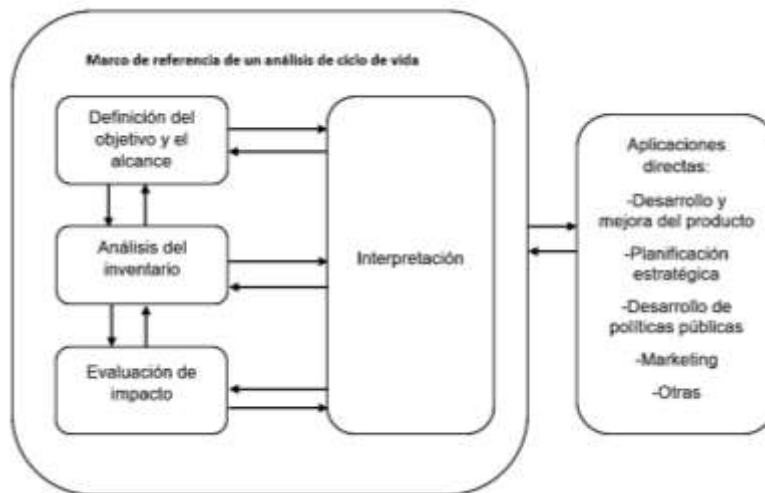 Marco de referencia de un análisis de ciclo de vida
Definición del
objetivo y el
alcance
Análisis del
inventario
Evaluación de
impacto
Interpretación
Aplicaciones
directas:
-Desarrollo y
mejora del producto
-Planificación
estratégica
-Desarrollo de
políticas públicas
-Marketing
-Otras